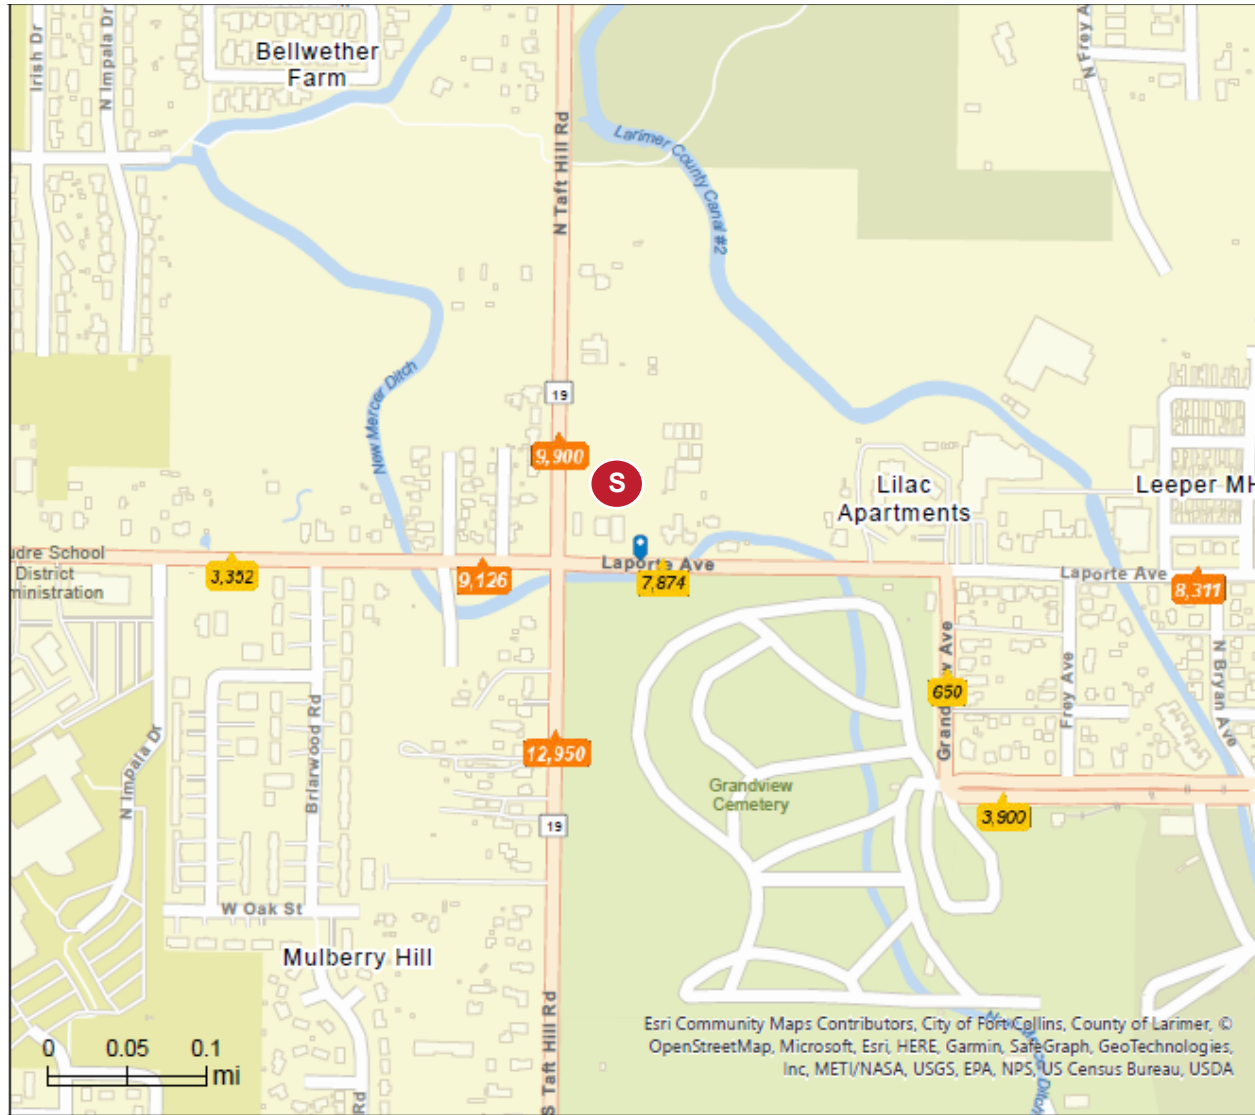 Irish Dr
N Impala Dr
Bellwether
Farm
N Taft Hill Rd
Larimer County Canal #2
N Frey A
New Mercer Ditch
19
9,900
S
Lilac
Apartments
Leeper MH
udre School
District
ministration
3,352
9,126
Laporte Ave
7,874
Laporte Ave
8,311
N Impala Dr
Briarwood Rd
12,950
650
Frey Ave
N Bryan Ave
Grandview
Cemetery
3,900
19
W Oak St
Mulberry Hill
S Taft Hill Rd
Rd
0 0.05 0.1
mi
Esri Community Maps Contributors, City of Fort Collins, County of Larimer, ©
OpenStreetMap, Microsoft, Esri, HERE, Garmin, SafeGraph, GeoTechnologies,
Inc, METI/NASA, USGS, EPA, NPS, US Census Bureau, USDA